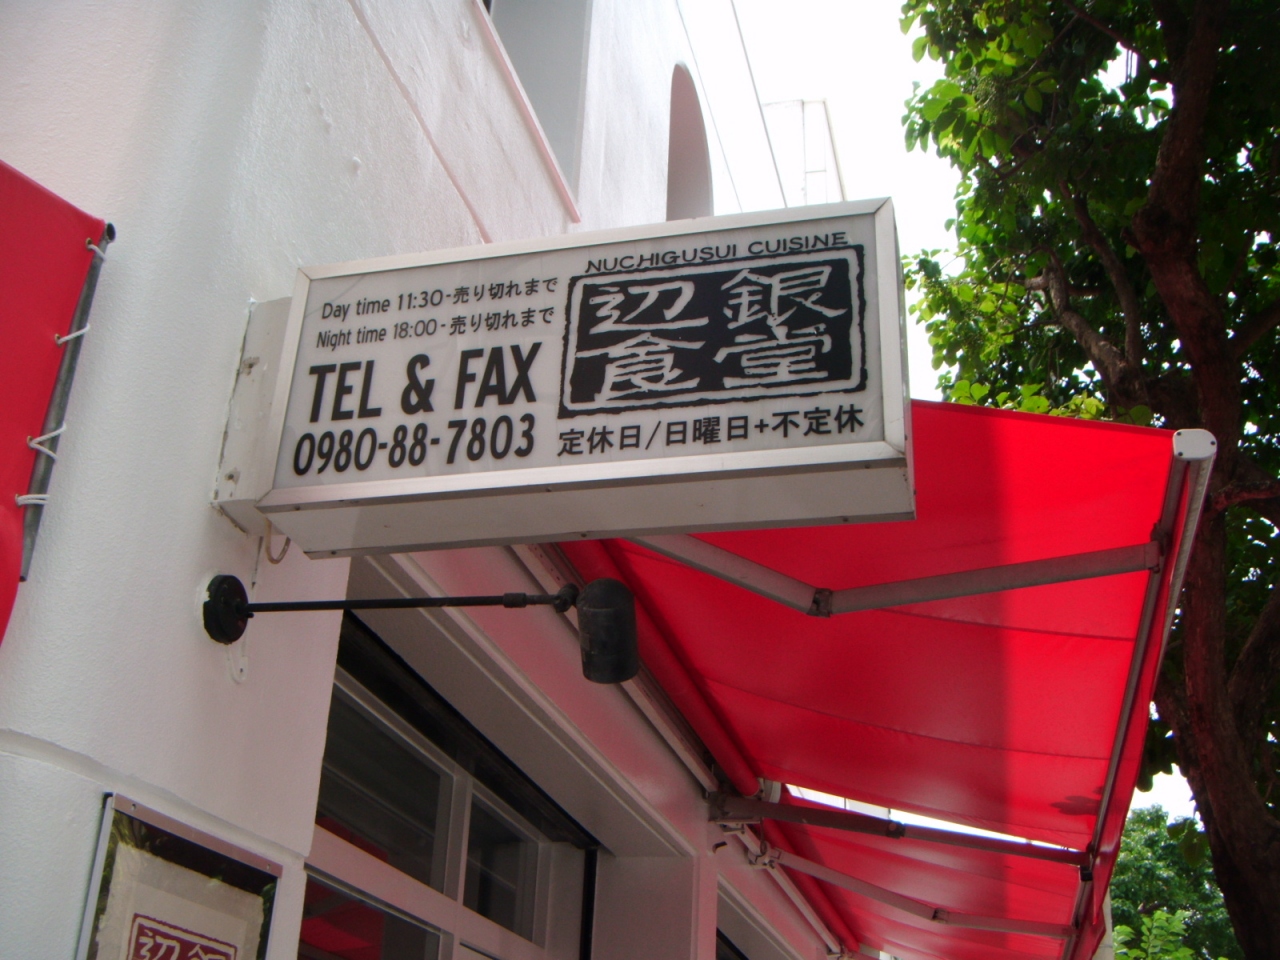 NUCHIGUSUI CUISINE
銀堂
辺食
Day time 11:30-売り切れまで
Night time 18:00-売り切れまで
TEL & FAX
0980-88-7803
定休日/日曜日+不定休
辺銀